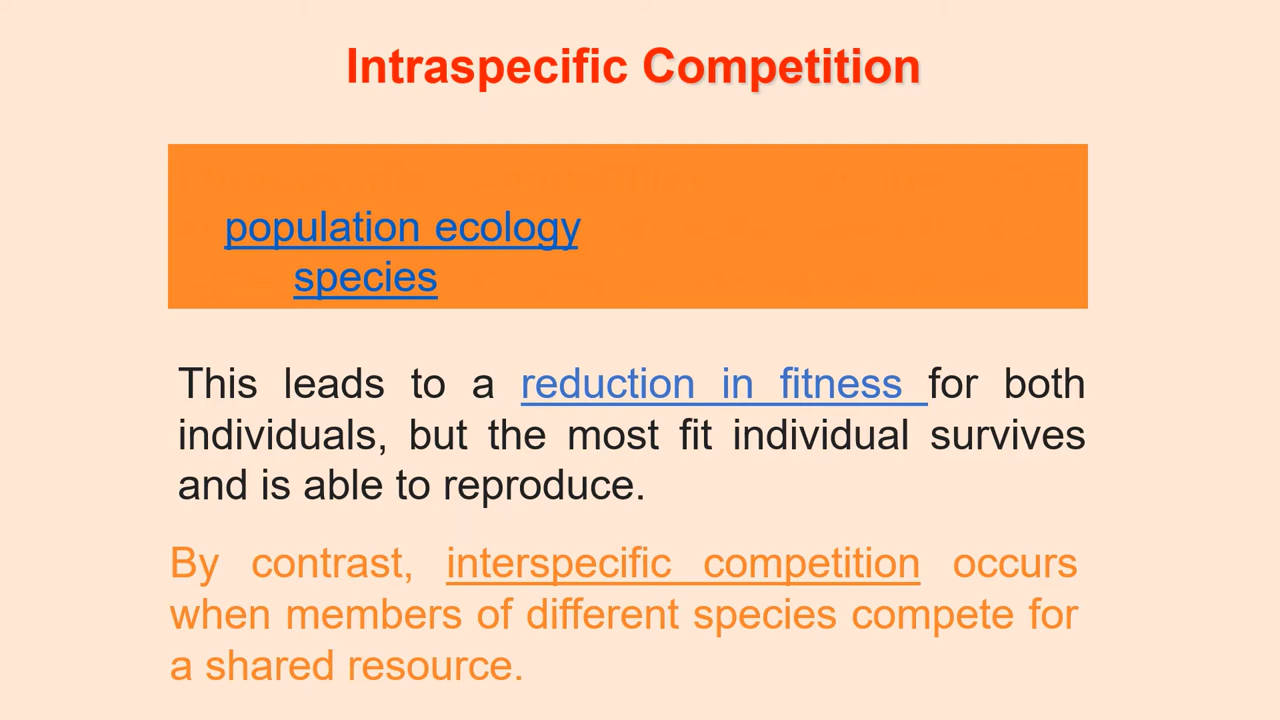 Intraspecific Competition
population ecology
species
This leads to a reduction in fitness for both
individuals, but the most fit individual survives
and is able to reproduce.
By contrast, interspecific competition occurs
when members of different species compete for
a shared resource.